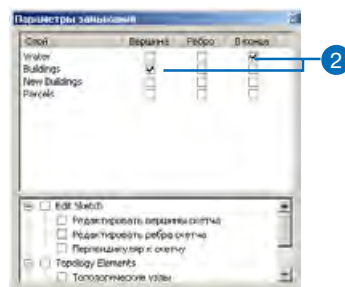 Параметры замыкания
Слой Вершина Ребро В конце
Water
Buildings
New Buildings
Parcels
2
Edit Sketch
Редактировать вершины скетча
Редактировать ребра скетча
Перпендикуляр к скетчу
Topology Elements
Топологические узлы